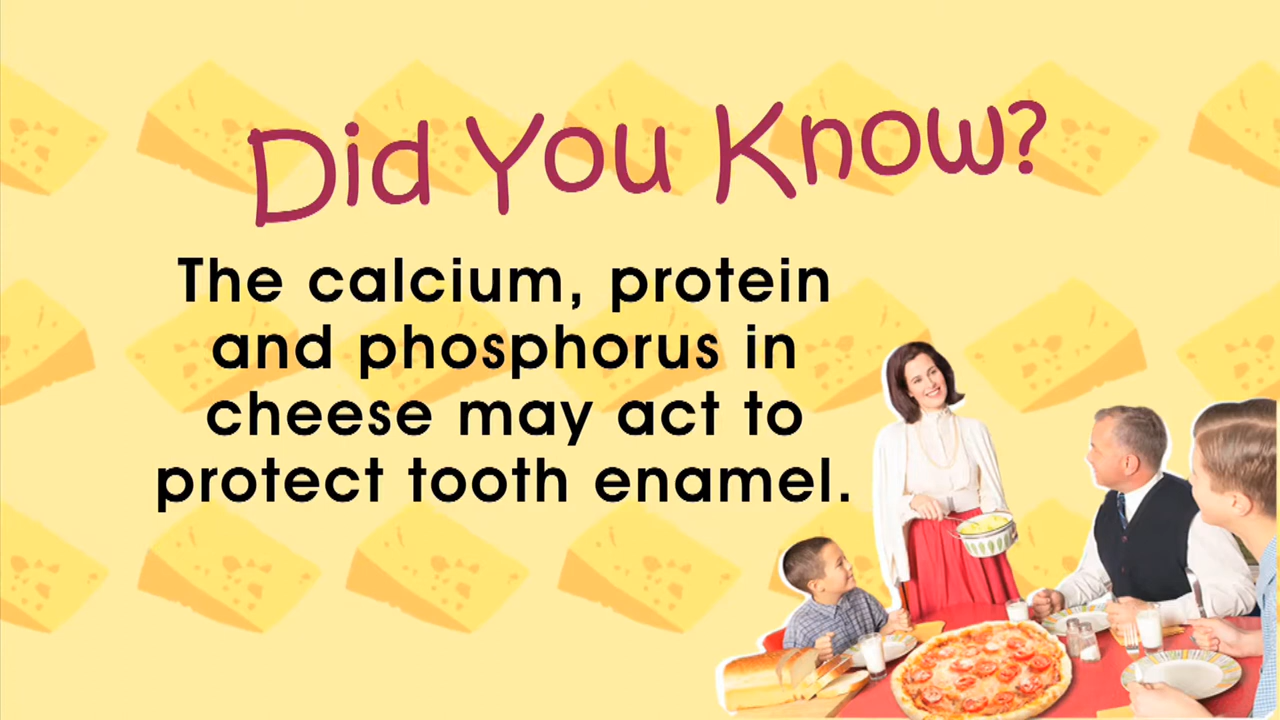 Did You Know?
The calcium, protein
and phosphorus in
cheese may act to
protect tooth enamel.